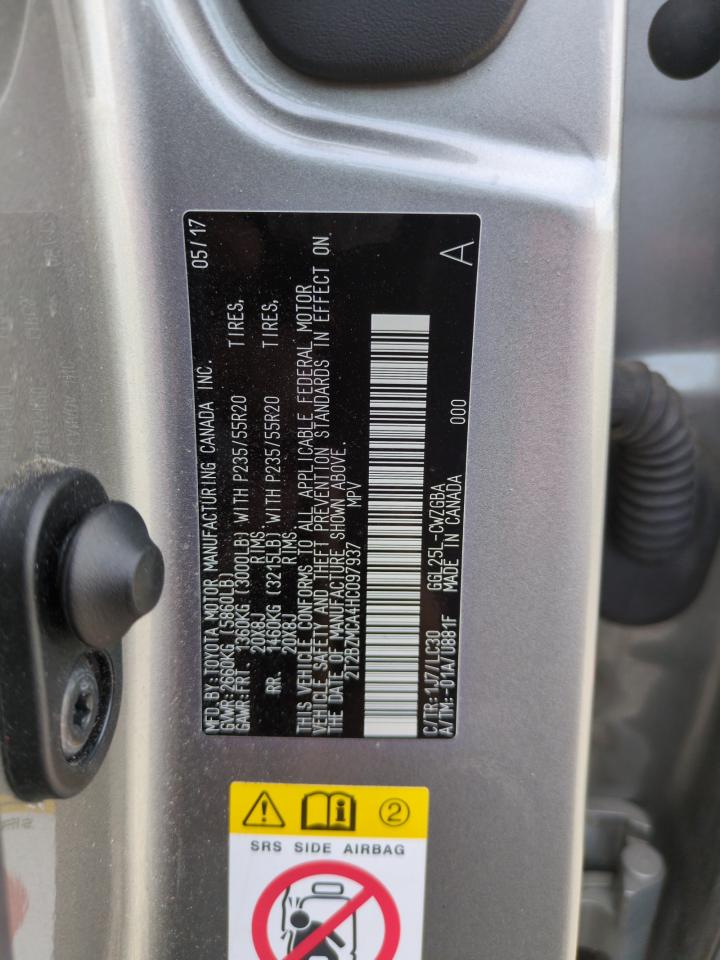 MFD BY:TOYOTA MOTOR MANUFACTURING CANADA INC. 05/17
GVWR:2660KG (5860LB)
GAWR:FRT 1360KG (3000LB) WITH P235/55R20 TIRES,
20X8J RIMS
RR. 1460KG (3215LB) WITH P235/55R20 TIRES,
20X8J RIMS
THIS VEHICLE CONFORMS TO ALL APPLICABLE FEDERAL MOTOR
VEHICLE SAFETY AND THEFT PREVENTION STANDARDS IN EFFECT ON
THE DATE OF MANUFACTURE SHOWN ABOVE.
2T2BZMCA4HC097937 MPV
C/TR:1J7/LC30 GGL25L-CWZGBA A
A/TM:-01A/U881F MADE IN CANADA 000
2
SRS SIDE AIRBAG